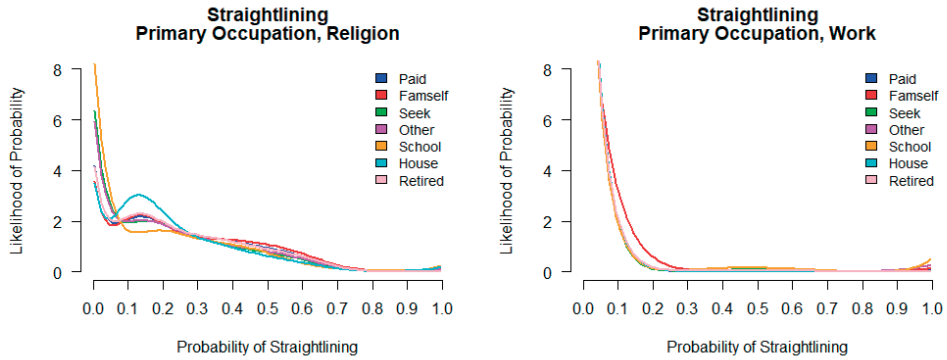 Straightlining
Primary Occupation, Religion
Likelihood of Probability
8
6
4
2
0
Paid
Famself
Seek
Other
School
House
Retired
0.0 0.1 0.2 0.3 0.4 0.5 0.6 0.7 0.8 0.9 1.0
Probability of Straightlining
Straightlining
Primary Occupation, Work
Likelihood of Probability
8
6
4
2
0
Paid
Famself
Seek
Other
School
House
Retired
0.0 0.1 0.2 0.3 0.4 0.5 0.6 0.7 0.8 0.9 1.0
Probability of Straightlining